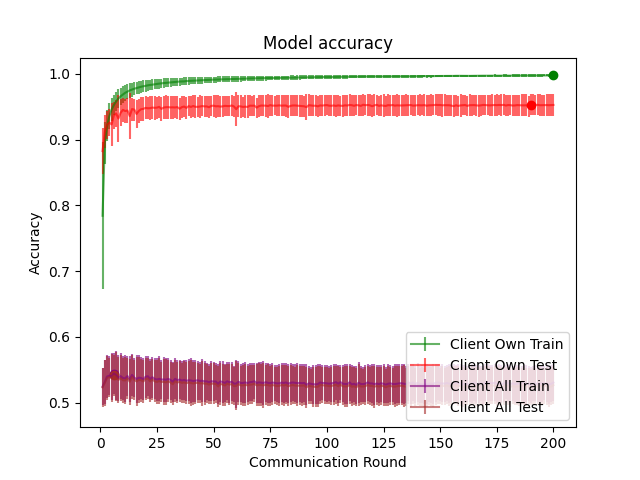 Model accuracy
Accuracy
1.0
0.9
0.8
0.7
0.6
0.5
Client Own Train
Client Own Test
Client All Train
Client All Test
0 25 50 75 100 125 150 175 200
Communication Round